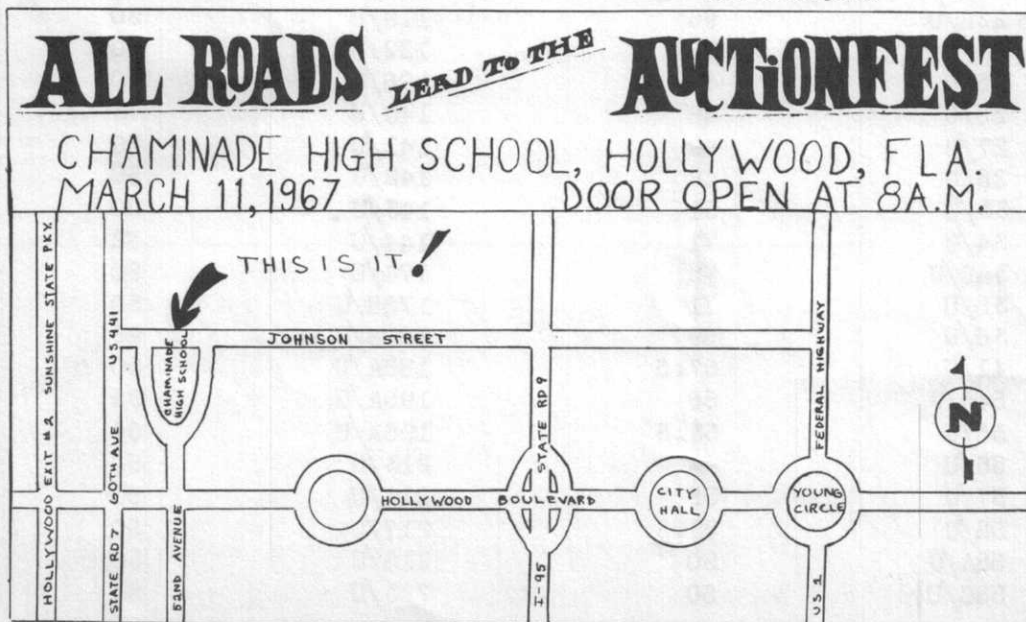 ALL ROADS LEAD TO THE AUCTIONFEST
CHAMINADE HIGH SCHOOL, HOLLYWOOD, FLA.
MARCH 11, 1967 DOOR OPEN AT 8 A.M.
THIS IS IT!
SUNSHINE STATE PKY.
HOLLYWOOD EXIT #2
US 441
60TH AVE
STATE RD 7
CHAMINADE
HIGH SCHOOL
52ND AVENUE
JOHNSON STREET
HOLLYWOOD BOULEVARD
STATE RD 9
I-95
CITY
HALL
FEDERAL HIGHWAY
YOUNG
CIRCLE
US 1
N